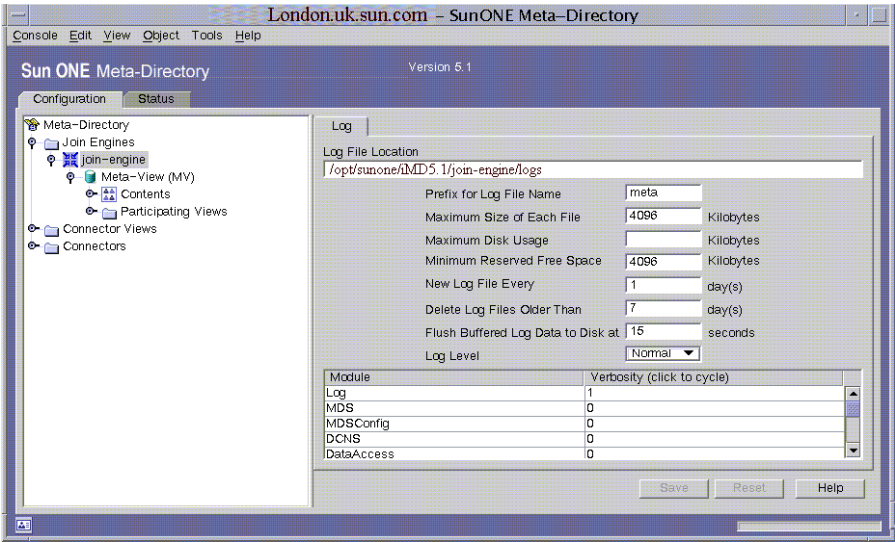 London.uk.sun.com – SunONE Meta–Directory
Console Edit View Object Tools Help
Sun ONE Meta-Directory
Version 5.1
Configuration Status
Meta–Directory
Join Engines
join–engine
Meta–View (MV)
Contents
Participating Views
Connector Views
Connectors
Log
Log File Location
/opt/sunone/iMD5.1/join-engine/logs
Prefix for Log File Name meta
Maximum Size of Each File 4096 Kilobytes
Maximum Disk Usage Kilobytes
Minimum Reserved Free Space 4096 Kilobytes
New Log File Every 1 day(s)
Delete Log Files Older Than 7 day(s)
Flush Buffered Log Data to Disk at 15 seconds
Log Level Normal
Module Verbosity (click to cycle)
Log 1
MDS 0
MDSConfig 0
DCNS 0
DataAccess 0
Save Reset Help